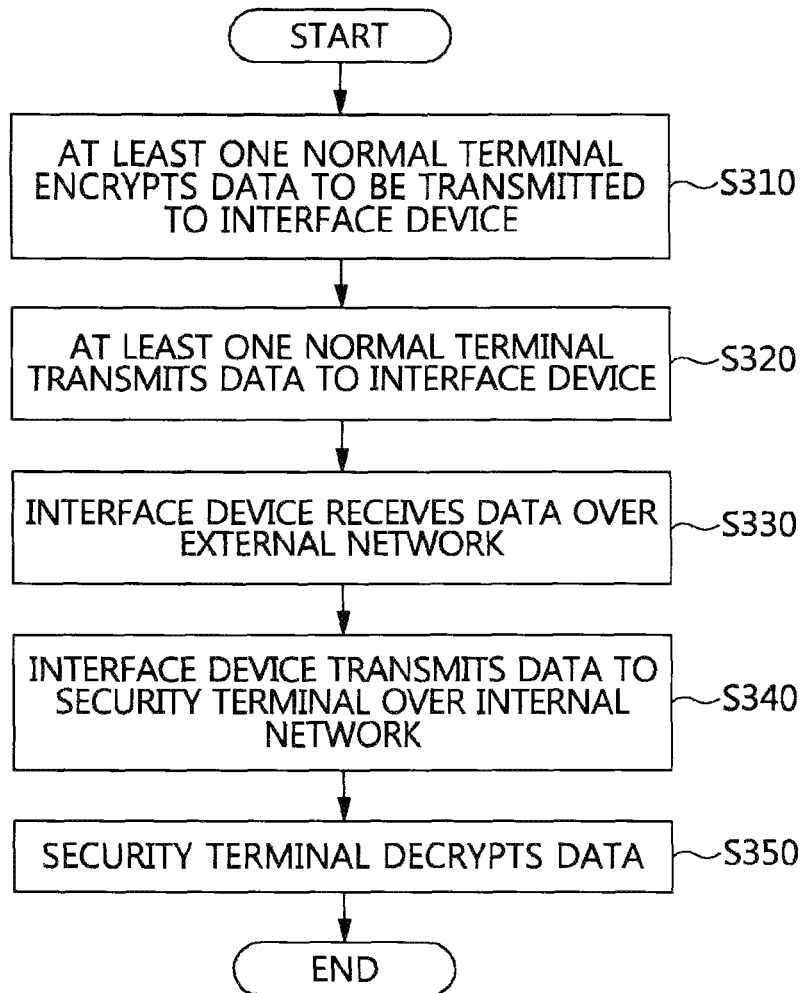 START
AT LEAST ONE NORMAL TERMINAL
ENCRYPTS DATA TO BE TRANSMITTED
TO INTERFACE DEVICE
S310
AT LEAST ONE NORMAL TERMINAL
TRANSMITS DATA TO INTERFACE DEVICE
S320
INTERFACE DEVICE RECEIVES DATA OVER
EXTERNAL NETWORK
S330
INTERFACE DEVICE TRANSMITS DATA TO
SECURITY TERMINAL OVER INTERNAL
NETWORK
S340
SECURITY TERMINAL DECRYPTS DATA
S350
END